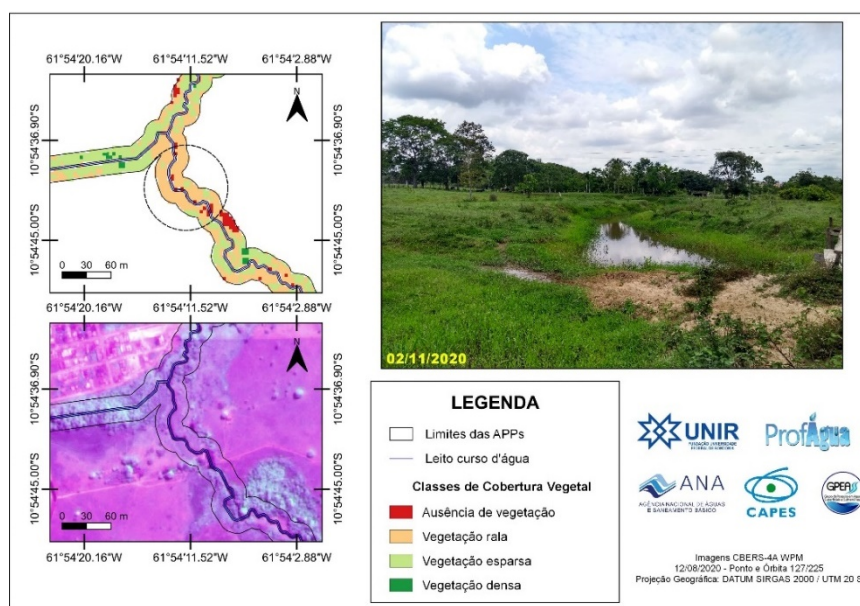 61°54'20.16"W 61°54'11.52"W 61°54'2.88"W
N
10°54'36.90"S
10°54'36.90"S
10°54'45.00"S
10°54'45.00"S
0 30 60 m
61°54'20.16"W 61°54'11.52"W 61°54'2.88"W
N
10°54'36.90"S
10°54'36.90"S
10°54'45.00"S
10°54'45.00"S
0 30 60 m
61°54'20.16"W 61°54'11.52"W 61°54'2.88"W
02/11/2020
LEGENDA
Limites das APPs
Leito curso d'água
Classes de Cobertura Vegetal
Ausência de vegetação
Vegetação rala
Vegetação esparsa
Vegetação densa
UNIR
ProfÁgua
ANA
AGÊNCIA NACIONAL DE ÁGUAS
E SANEAMENTO BÁSICO
CAPES
Imagens CBERS-4A WPM
12/08/2020 - Ponto e Órbita 127/225
Projeção Geográfica: DATUM SIRGAS 2000 / UTM 20 S